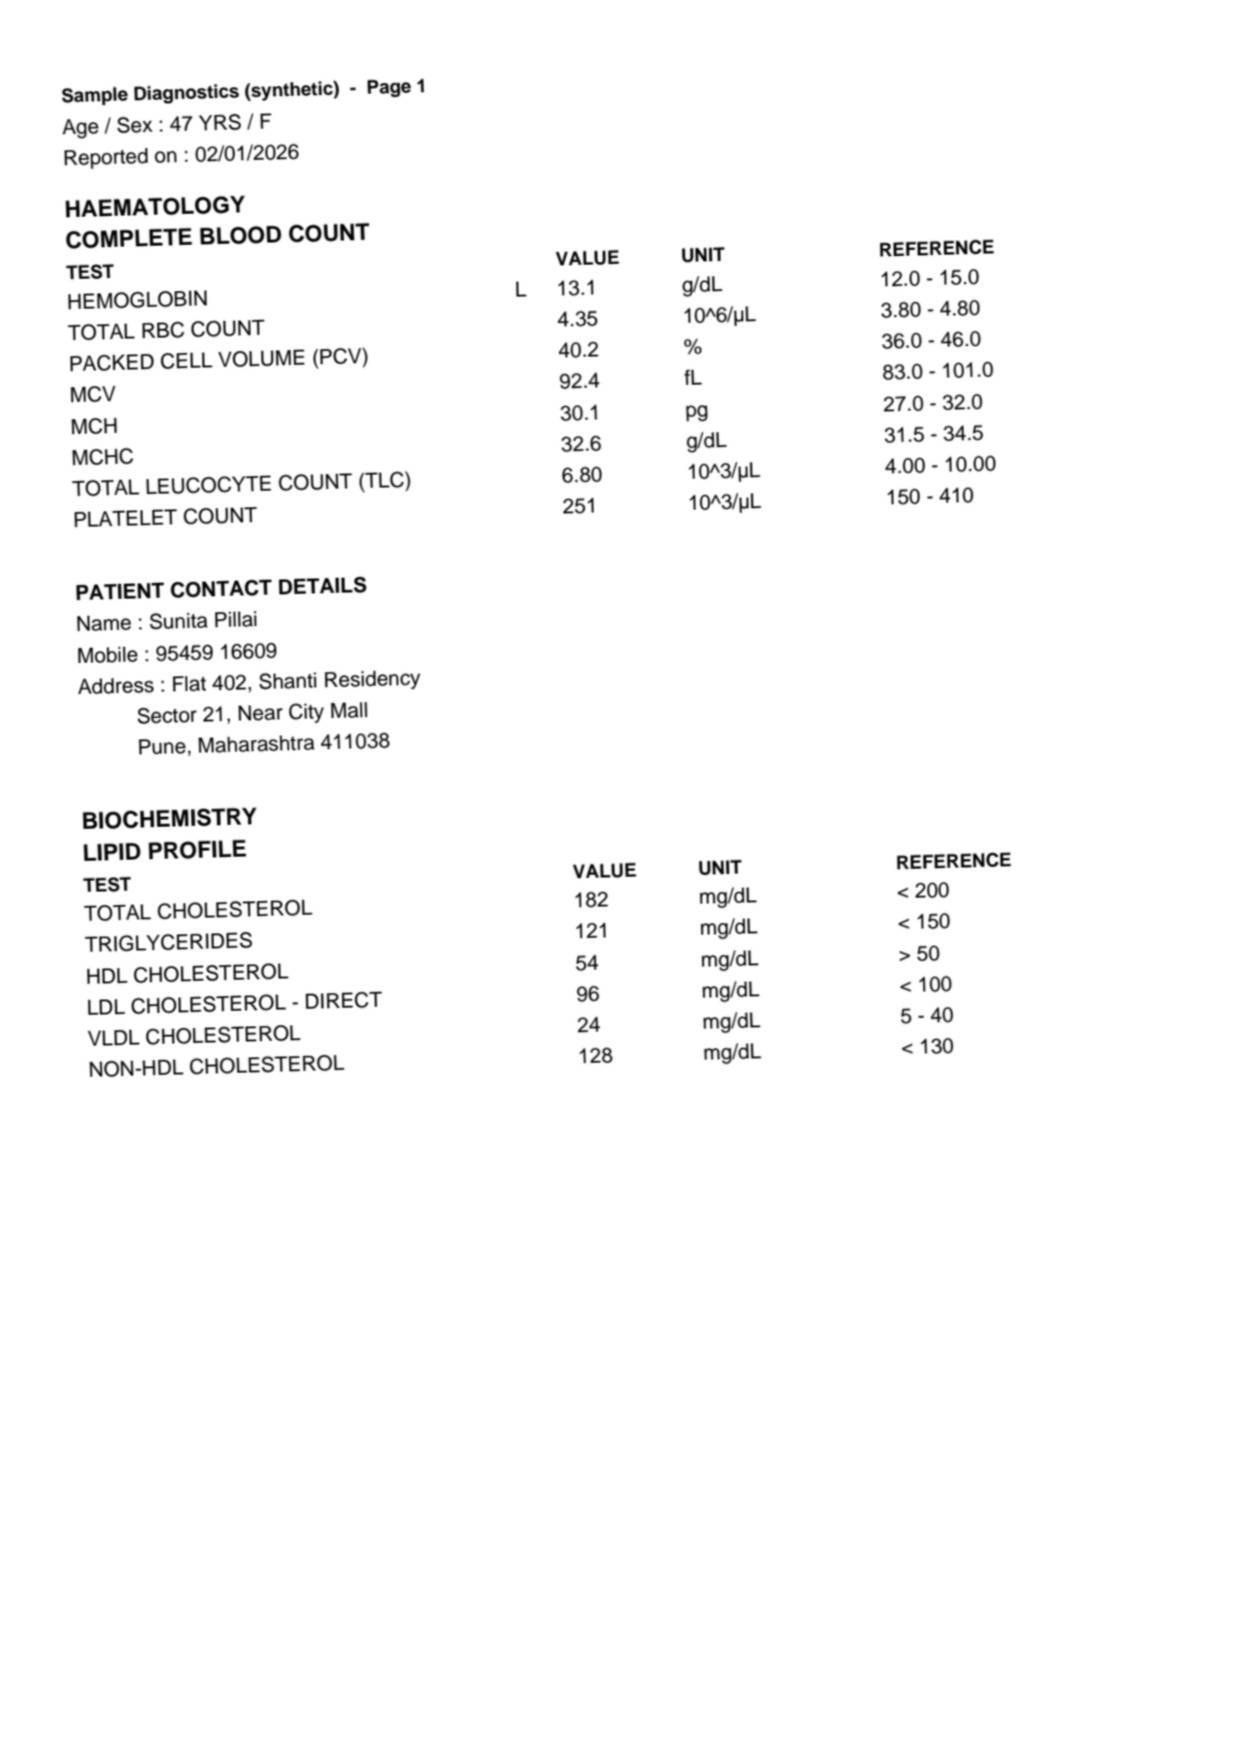 Sample Diagnostics (synthetic) - Page 1
Age / Sex : 47 YRS / F
Reported on : 02/01/2026
HAEMATOLOGY
COMPLETE BLOOD COUNT
TEST VALUE UNIT REFERENCE
HEMOGLOBIN L 13.1 g/dL 12.0 - 15.0
TOTAL RBC COUNT 4.35 10^6/µL 3.80 - 4.80
PACKED CELL VOLUME (PCV) 40.2 % 36.0 - 46.0
MCV 92.4 fL 83.0 - 101.0
MCH 30.1 pg 27.0 - 32.0
MCHC 32.6 g/dL 31.5 - 34.5
TOTAL LEUCOCYTE COUNT (TLC) 6.80 10^3/µL 4.00 - 10.00
PLATELET COUNT 251 10^3/µL 150 - 410
PATIENT CONTACT DETAILS
Name : Sunita Pillai
Mobile : 95459 16609
Address : Flat 402, Shanti Residency
Sector 21, Near City Mall
Pune, Maharashtra 411038
BIOCHEMISTRY
LIPID PROFILE
TEST VALUE UNIT REFERENCE
TOTAL CHOLESTEROL 182 mg/dL < 200
TRIGLYCERIDES 121 mg/dL < 150
HDL CHOLESTEROL 54 mg/dL > 50
LDL CHOLESTEROL - DIRECT 96 mg/dL < 100
VLDL CHOLESTEROL 24 mg/dL 5 - 40
NON-HDL CHOLESTEROL 128 mg/dL < 130